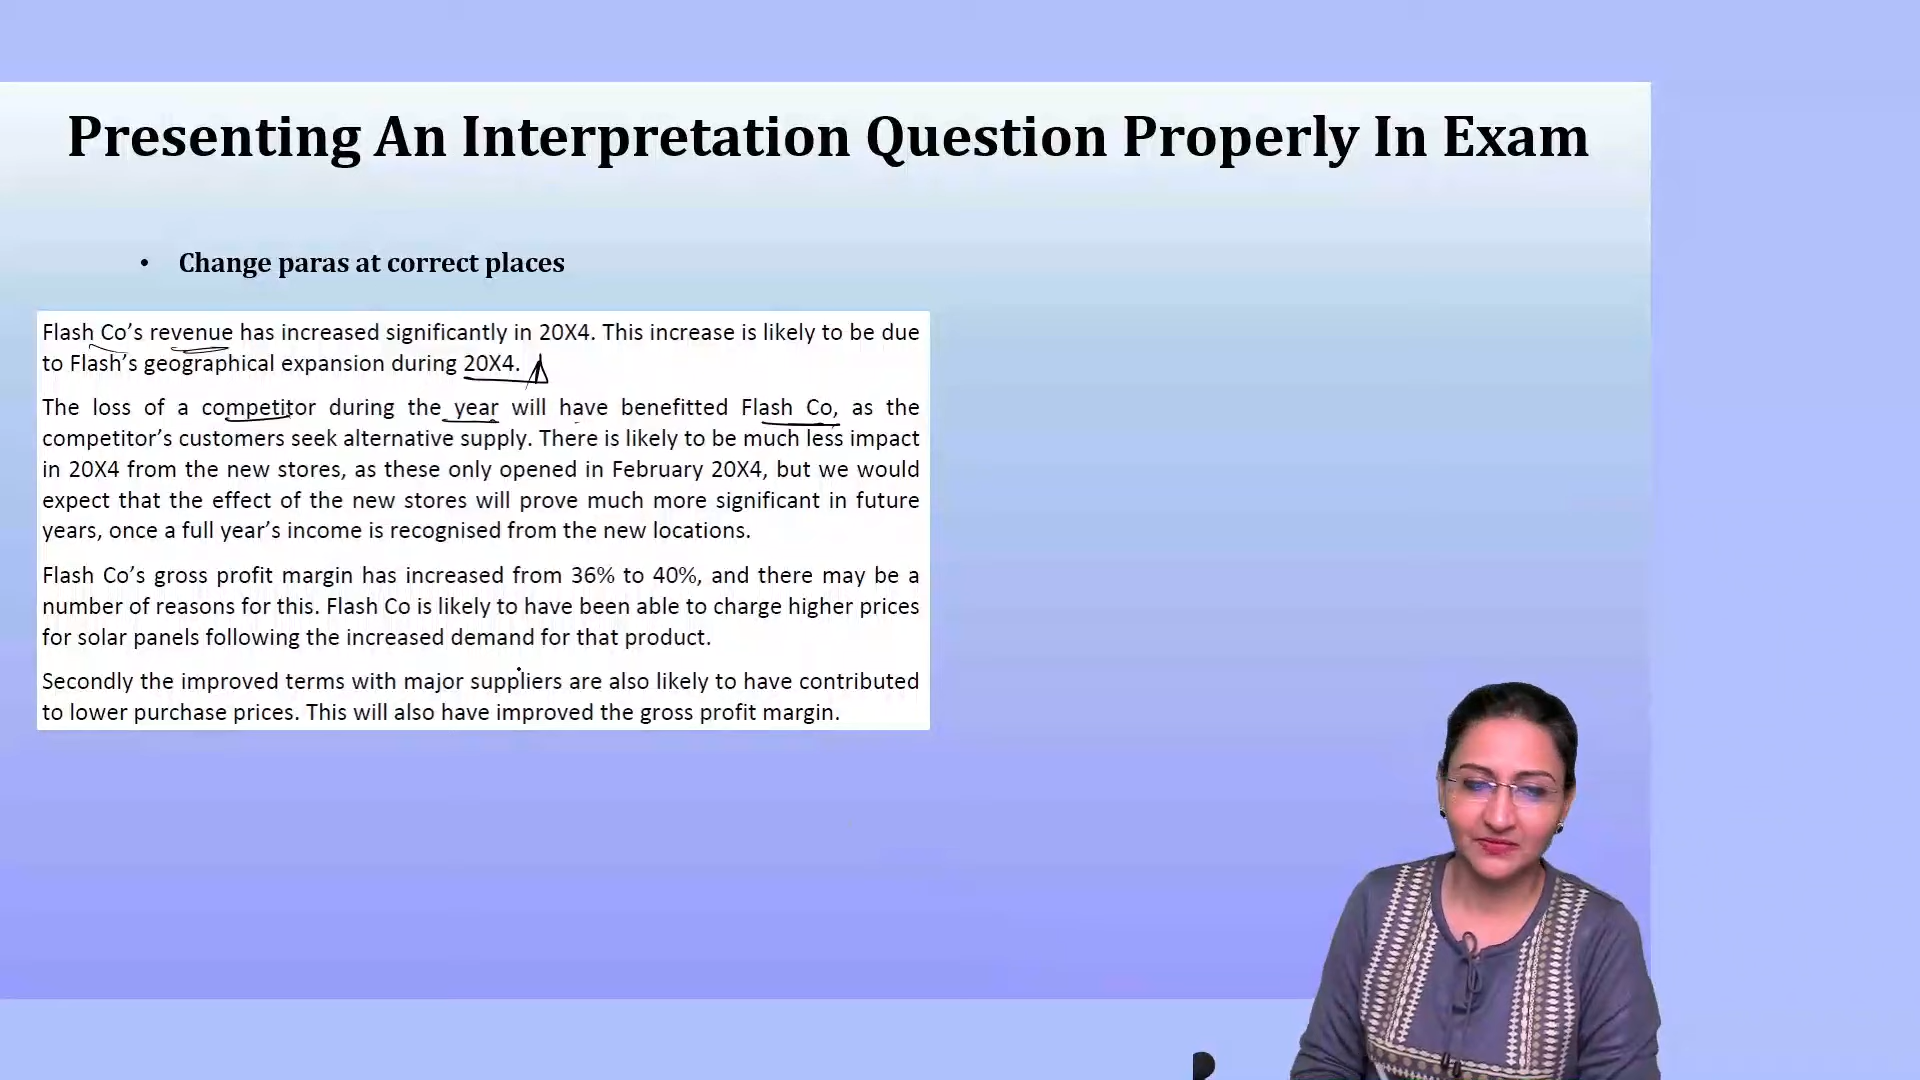 Presenting An Interpretation Question Properly In Exam
• Change paras at correct places
Flash Co’s revenue has increased significantly in 20X4. This increase is likely to be due
to Flash’s geographical expansion during 20X4.
The loss of a competitor during the year will have benefitted Flash Co, as the
competitor’s customers seek alternative supply. There is likely to be much less impact
in 20X4 from the new stores, as these only opened in February 20X4, but we would
expect that the effect of the new stores will prove much more significant in future
years, once a full year’s income is recognised from the new locations.
Flash Co’s gross profit margin has increased from 36% to 40%, and there may be a
number of reasons for this. Flash Co is likely to have been able to charge higher prices
for solar panels following the increased demand for that product.
Secondly the improved terms with major suppliers are also likely to have contributed
to lower purchase prices. This will also have improved the gross profit margin.